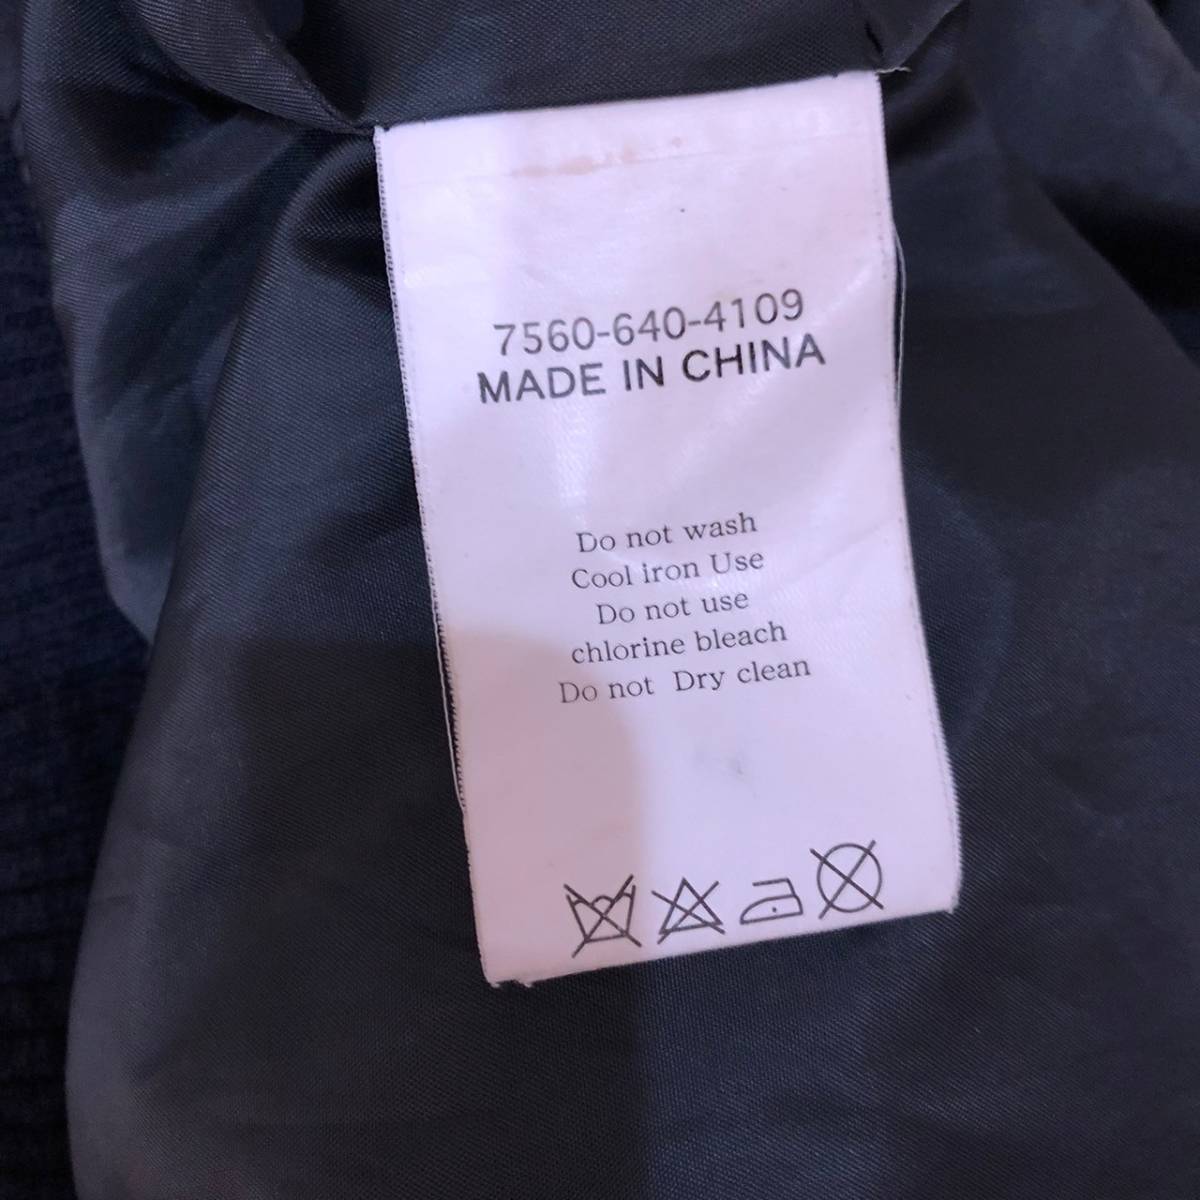 7560-640-4109
MADE IN CHINA
Do not wash
Cool iron Use
Do not use
chlorine bleach
Do not Dry clean